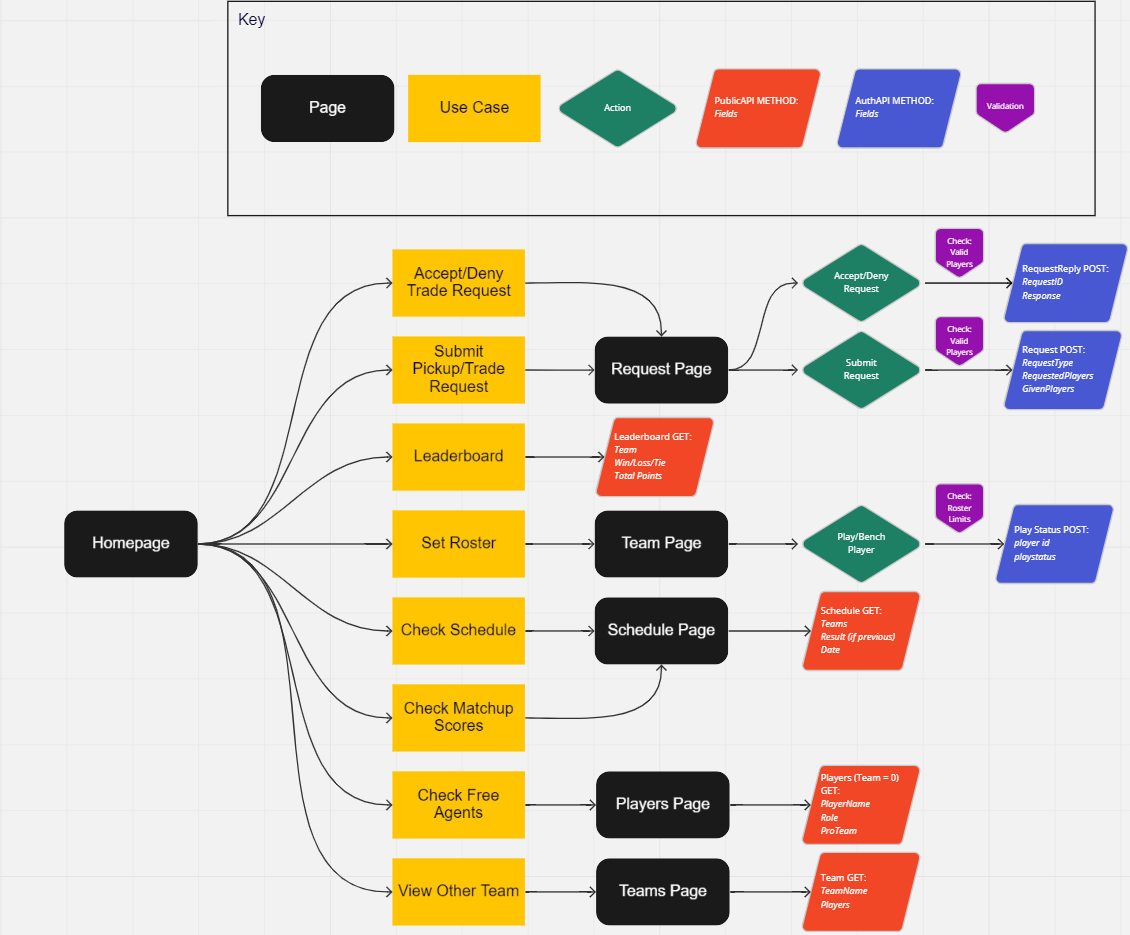 Key
Page
Use Case
Action
PublicAPI METHOD:
Fields
AuthAPI METHOD:
Fields
Validation
Accept/Deny
Trade Request
Accept/Deny
Request
Check:
Valid
Players
RequestReply POST:
RequestID
Response
Submit
Pickup/Trade
Request
Request Page
Submit
Request
Check:
Valid
Players
Request POST:
RequestType
RequestedPlayers
GivenPlayers
Leaderboard
Leaderboard GET:
Team
Win/Loss/Tie
Total Points
Homepage
Set Roster
Team Page
Play/Bench
Player
Check:
Roster
Limits
Play Status POST:
player id
playstatus
Check Schedule
Schedule Page
Schedule GET:
Teams
Result (if previous)
Date
Check Matchup
Scores
Check Free
Agents
Players Page
Players (Team = 0)
GET:
PlayerName
Role
ProTeam
View Other Team
Teams Page
Team GET:
TeamName
Players